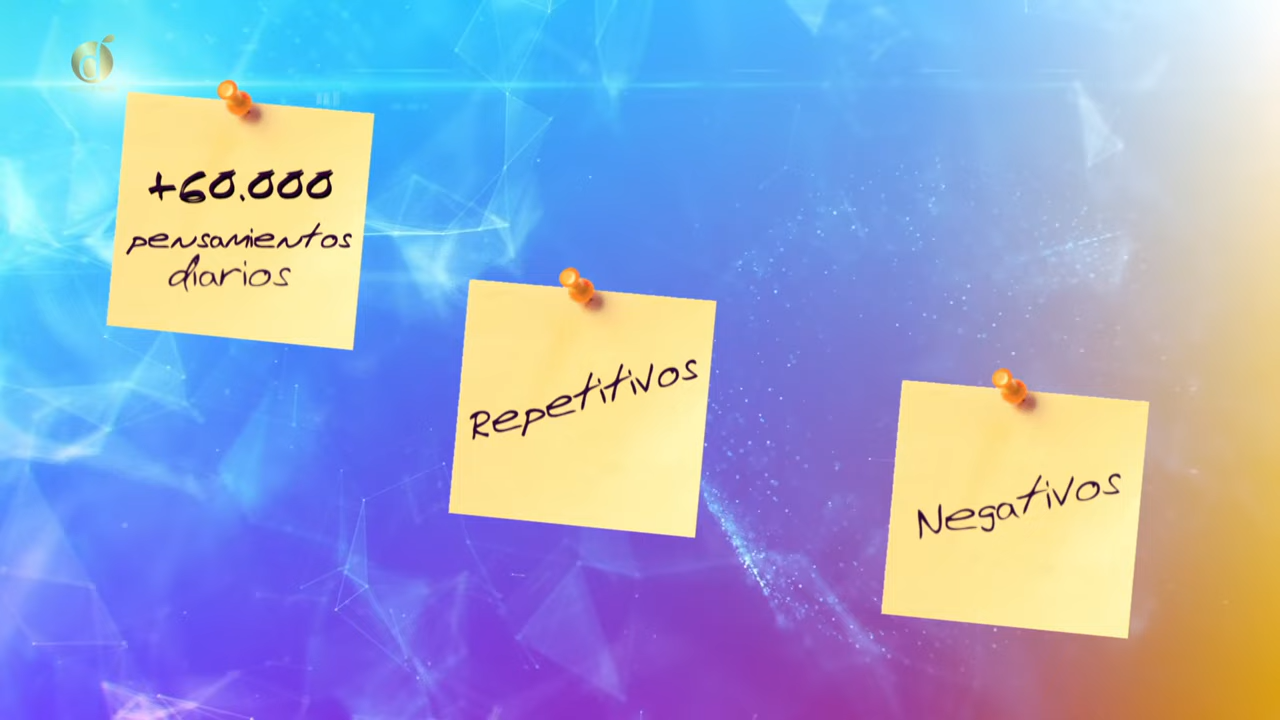 +60.000
pensamientos
diarios
Repetitivos
Negativos